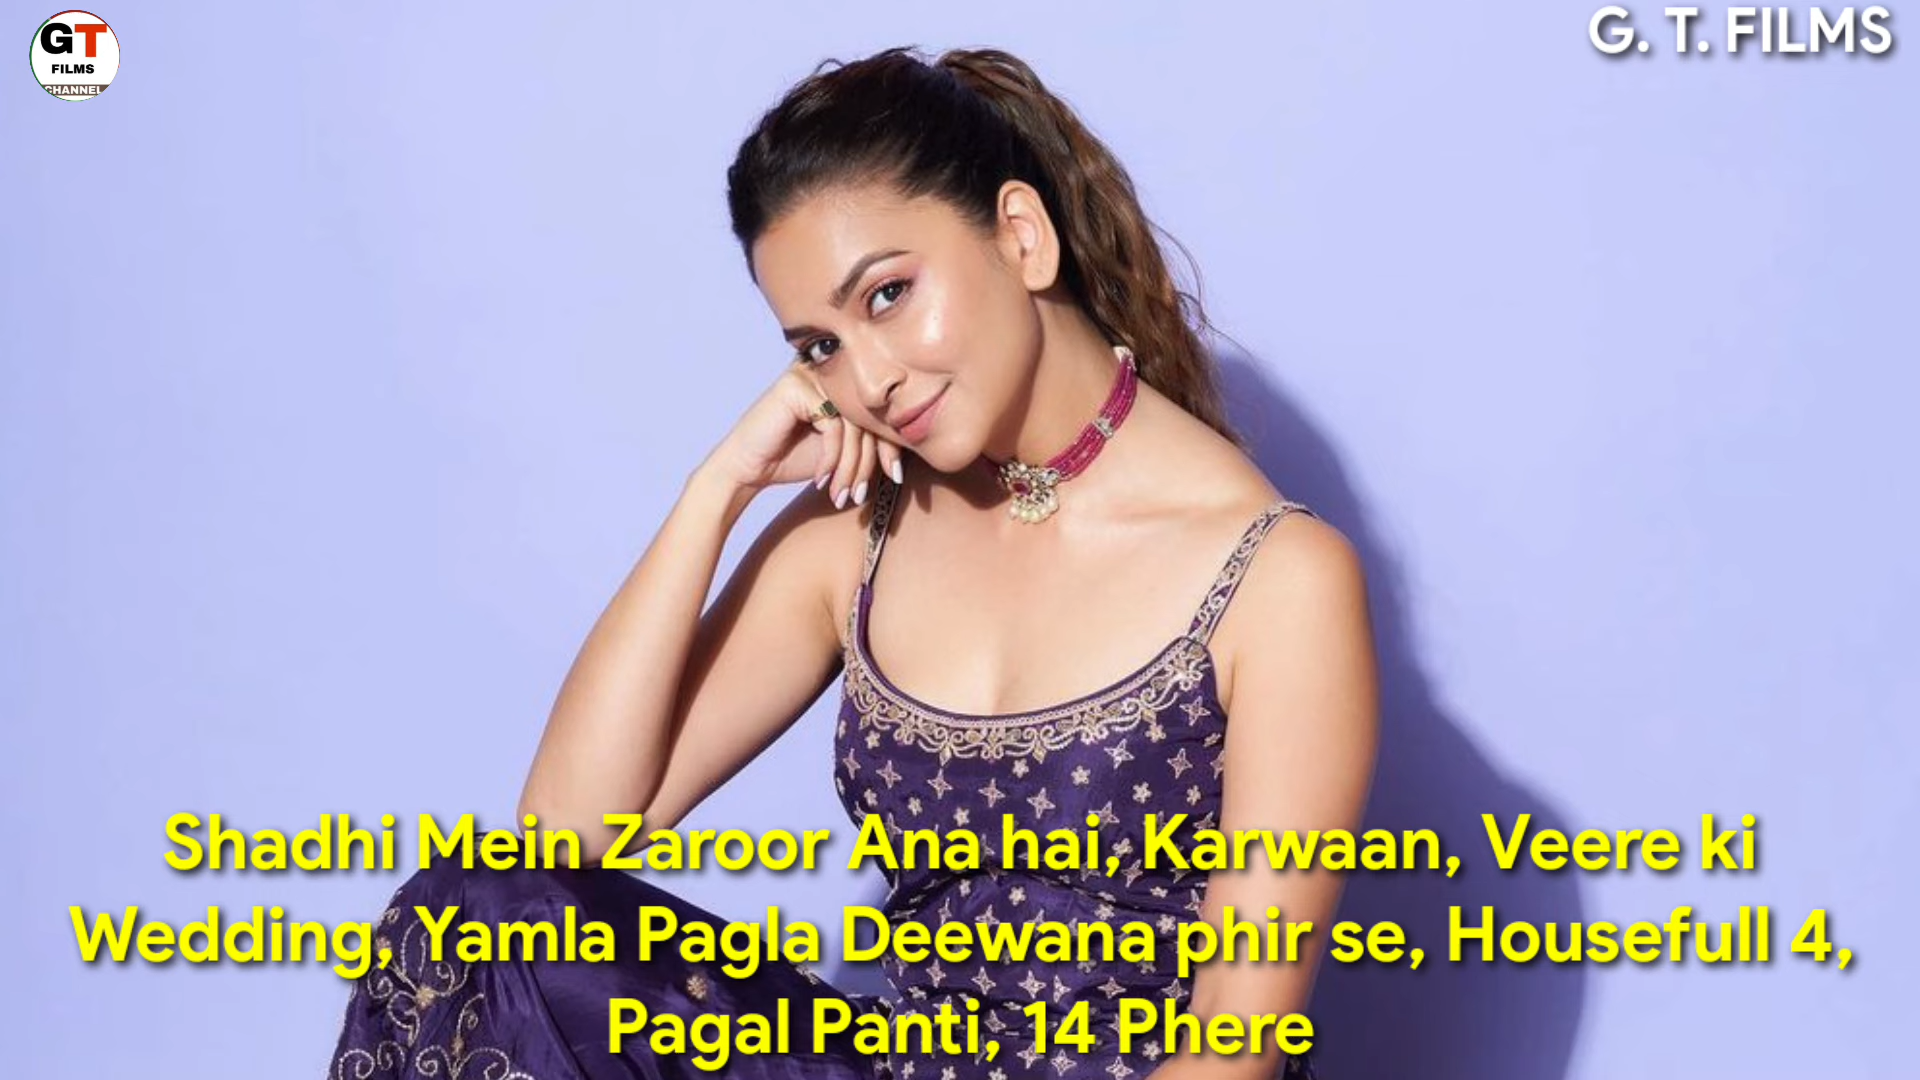 GT
FILMS
CHANNEL
G. T. FILMS
Shadhi Mein Zaroor Ana hai, Karwaan, Veere ki
Wedding, Yamla Pagla Deewana phir se, Housefull 4,
Pagal Panti, 14 Phere